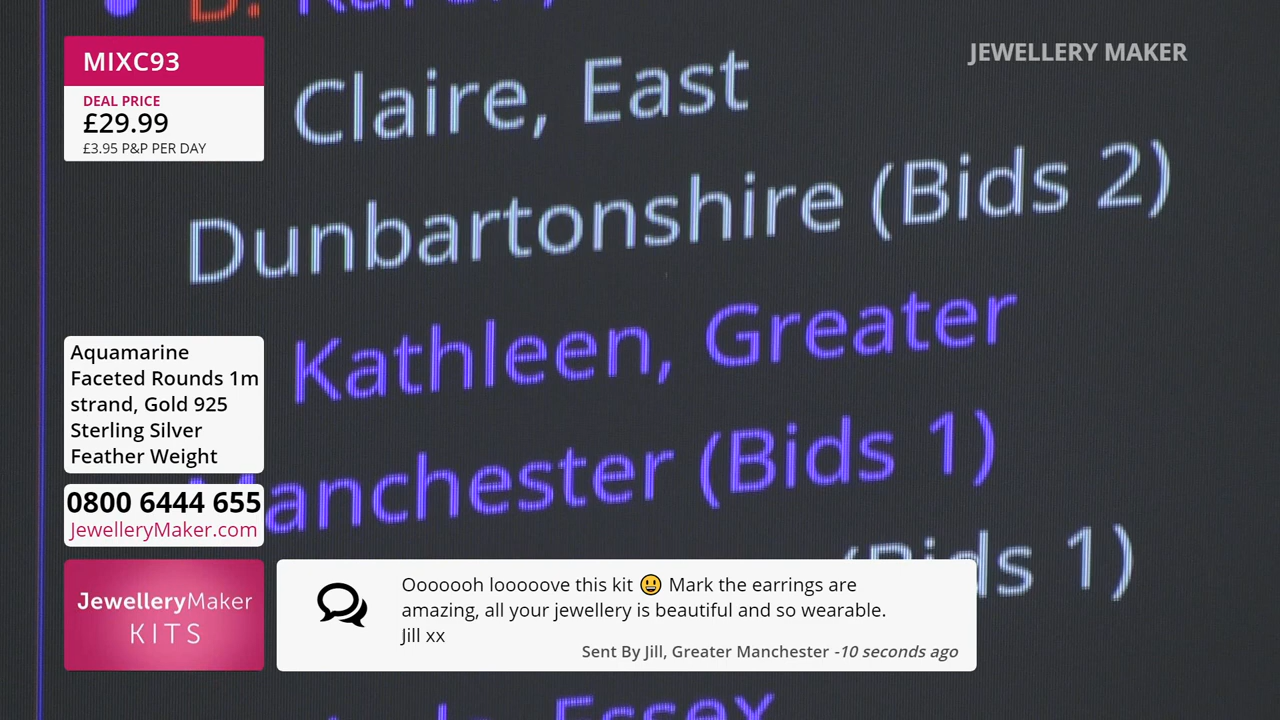 D. Karen,
MIXC93
JEWELLERY MAKER
Claire, East
DEAL PRICE
£29.99
£3.95 P&P PER DAY
Dunbartonshire (Bids 2)
Kathleen, Greater
Manchester (Bids 1)
Aquamarine
Faceted Rounds 1m
strand, Gold 925
Sterling Silver
Feather Weight
0800 6444 655
JewelleryMaker.com
(Bids 1)
JewelleryMaker
KITS
Ooooooh looooove this kit 😃 Mark the earrings are
amazing, all your jewellery is beautiful and so wearable.
Jill xx
Sent By Jill, Greater Manchester -10 seconds ago
Essex